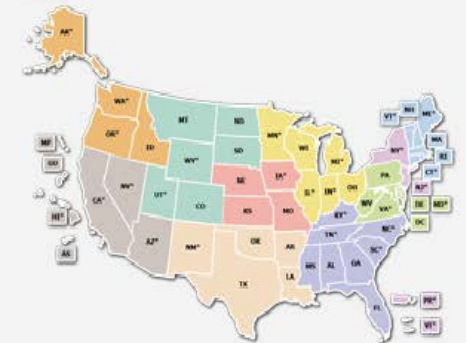 AK*
WA*
OR*
ID
MT
ND
MN*
WI
MI*
VT*
NH
ME*
MA
RI
CT*
NY*
NJ*
PA
DE
MD*
DC
WV
VA*
OH
IN*
IL*
IA*
SD
WY*
NE
NV*
CA*
UT*
CO
KS
MO
KY*
TN*
NC*
SC*
GA
AL
MS
FL
AZ*
NM*
OK
AR
TX
LA
MP
GU
HI*
AS
PR*
VI*